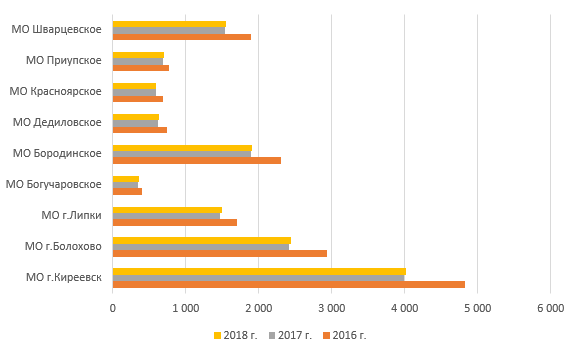 МО Шварцевское
МО Приупское
МО Красноярское
МО Дедиловское
МО Бородинское
МО Богучаровское
МО г.Липки
МО г.Болохово
МО г.Киреевск
0 1 000 2 000 3 000 4 000 5 000 6 000
2018 г. 2017 г. 2016 г.